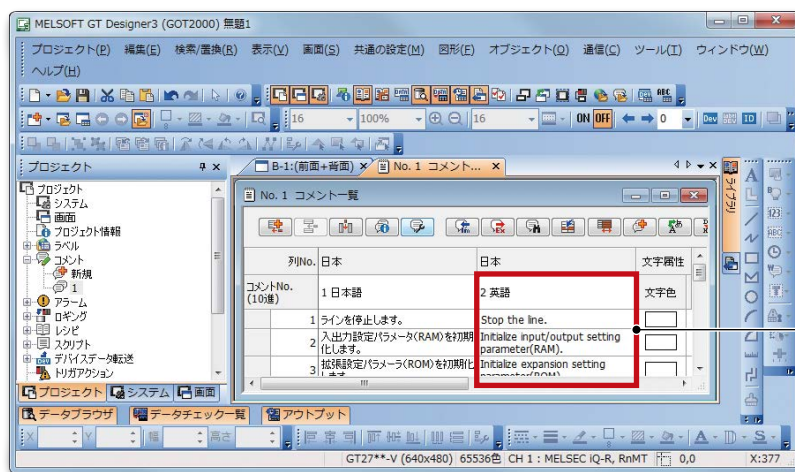 MELSOFT GT Designer3 (GOT2000) 無題1
プロジェクト(P) 編集(E) 検索/置換(R) 表示(V) 画面(S) 共通の設定(M) 図形(F) オブジェクト(O) 通信(C) ツール(T) ウィンドウ(W)
ヘルプ(H)
16 100% 16 ON OFF 0 Dev ID
プロジェクト
B-1:(前面+背面) No. 1 コメント...
ライブラリ
プロジェクト
システム
画面
プロジェクト情報
ラベル
コメント
新規
1
アラーム
ロギング
レシピ
スクリプト
デバイスデータ転送
トリガアクション
No. 1 コメント一覧
列No. 日本 日本 文字属性
コメントNo.
(10進) 1 日本語 2 英語 文字色
1 ラインを停止します。 Stop the line.
2 入出力設定パラメータ(RAM)を初期
化します。 Initialize input/output setting
parameter(RAM).
3 拡張設定パラメーラ(ROM)を初期化
します。 Initialize expansion setting
parameter(ROM)
プロジェクト システム 画面
データブラウザ データチェック一覧 アウトプット
X Y 幅 高さ
GT27**-V (640x480) 65536色 CH 1 : MELSEC iQ-R, RnMT 0,0 X:377